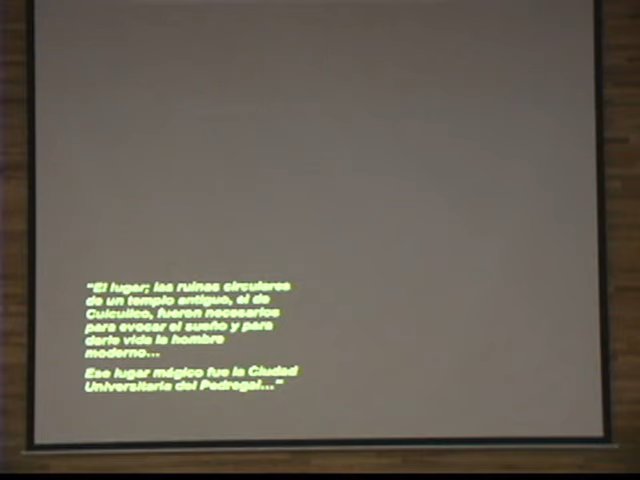 "El lugar; las ruinas circulares
de un templo antiguo, el de
Cuicuilco, fueron necesarios
para evocar el sueño y para
darle vida la hombre
moderno...
Ese lugar mágico fue la Ciudad
Universitaria del Pedregal..."